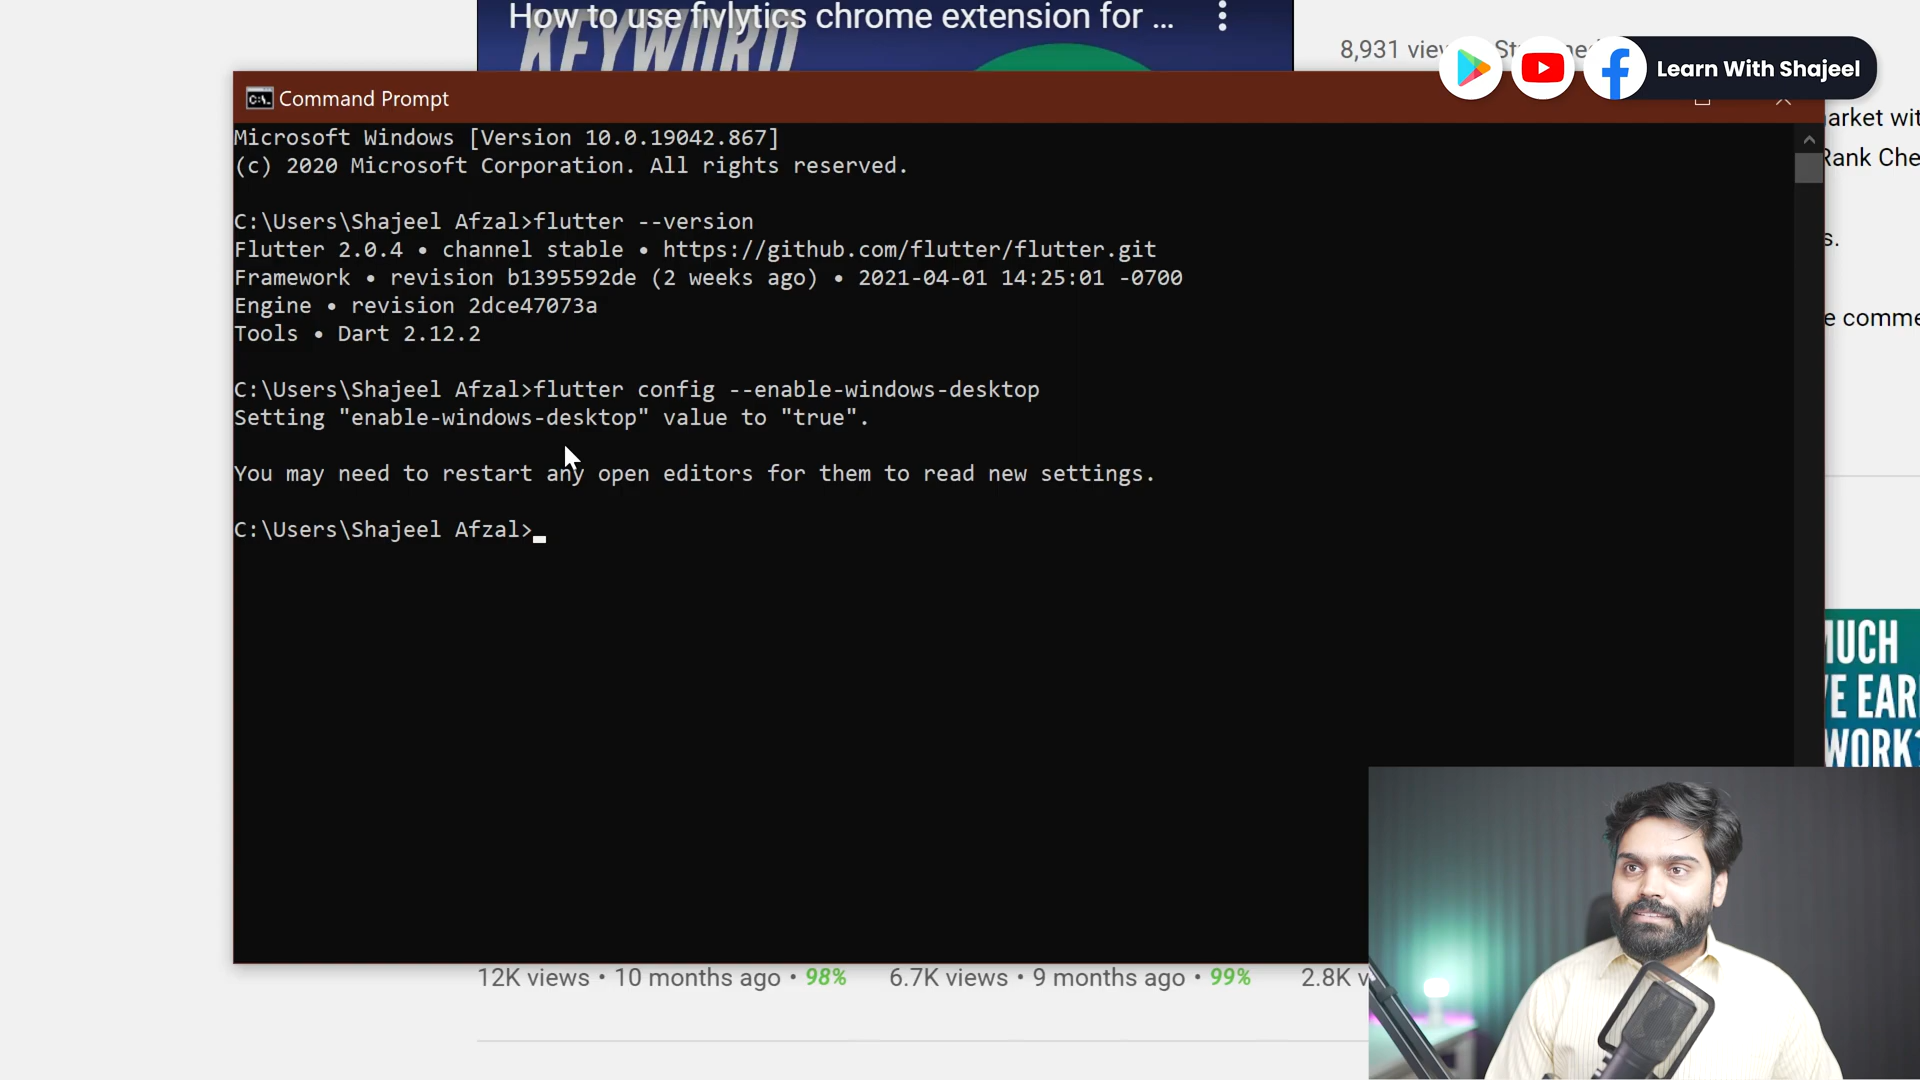 How to use fivlytics chrome extension for ...
KEYWORD
8,931
Learn With Shajeel
Command Prompt
Microsoft Windows [Version 10.0.19042.867]
(c) 2020 Microsoft Corporation. All rights reserved.
C:\Users\Shajeel Afzal>flutter --version
Flutter 2.0.4 • channel stable • https://github.com/flutter/flutter.git
Framework • revision b1395592de (2 weeks ago) • 2021-04-01 14:25:01 -0700
Engine • revision 2dce47073a
Tools • Dart 2.12.2
C:\Users\Shajeel Afzal>flutter config --enable-windows-desktop
Setting "enable-windows-desktop" value to "true".
You may need to restart any open editors for them to read new settings.
C:\Users\Shajeel Afzal>
arket wit
Rank Che
s.
e comme
MUCH
VE EAR
WORK?
12K views • 10 months ago • 98%
6.7K views • 9 months ago • 99%
2.8K v